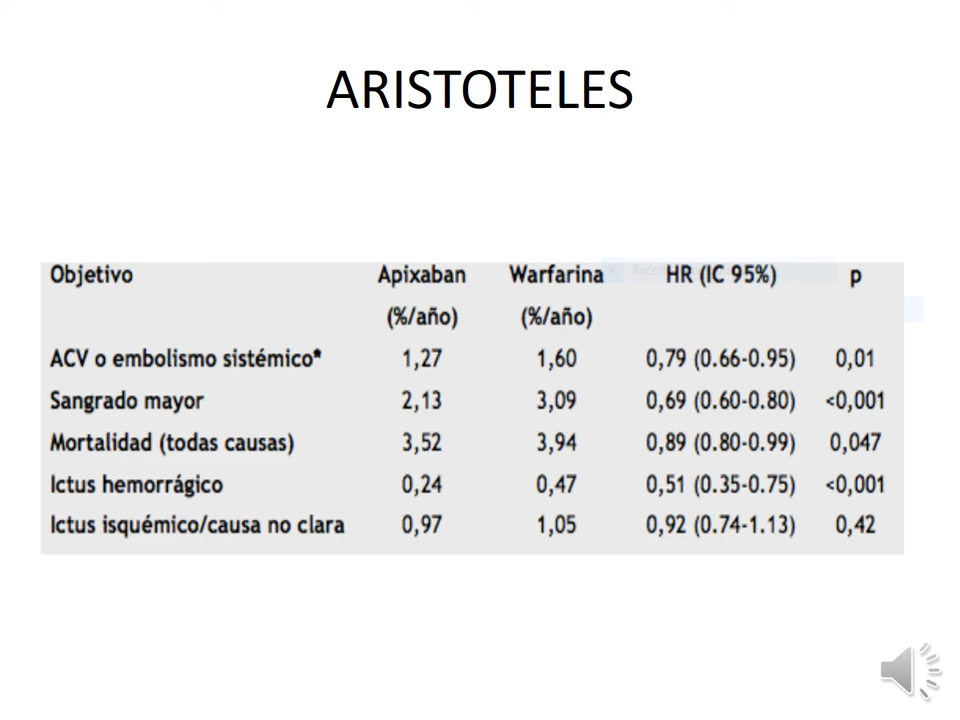 ARISTOTELES
Objetivo Apixaban Warfarina HR (IC 95%) p
(%/año) (%/año)
ACV o embolismo sistémico* 1,27 1,60 0,79 (0.66-0.95) 0,01
Sangrado mayor 2,13 3,09 0,69 (0.60-0.80) <0,001
Mortalidad (todas causas) 3,52 3,94 0,89 (0.80-0.99) 0,047
Ictus hemorrágico 0,24 0,47 0,51 (0.35-0.75) <0,001
Ictus isquémico/causa no clara 0,97 1,05 0,92 (0.74-1.13) 0,42